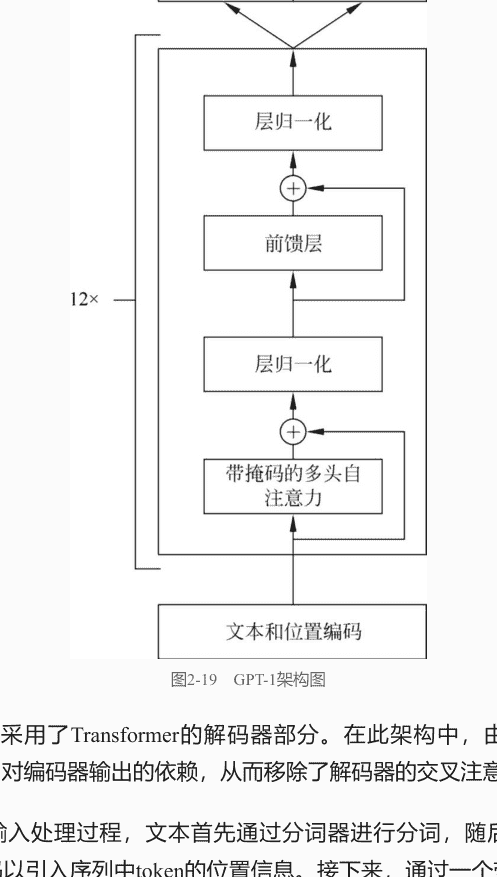 层归一化
前馈层
12×
层归一化
带掩码的多头自
注意力
文本和位置编码
图2-19 GPT-1架构图
采用了Transformer的解码器部分。在此架构中，
对编码器输出的依赖，从而移除了解码器的交叉注意
输入处理过程，文本首先通过分词器进行分词，随后
以引入序列中token的位置信息。接下来，通过一个